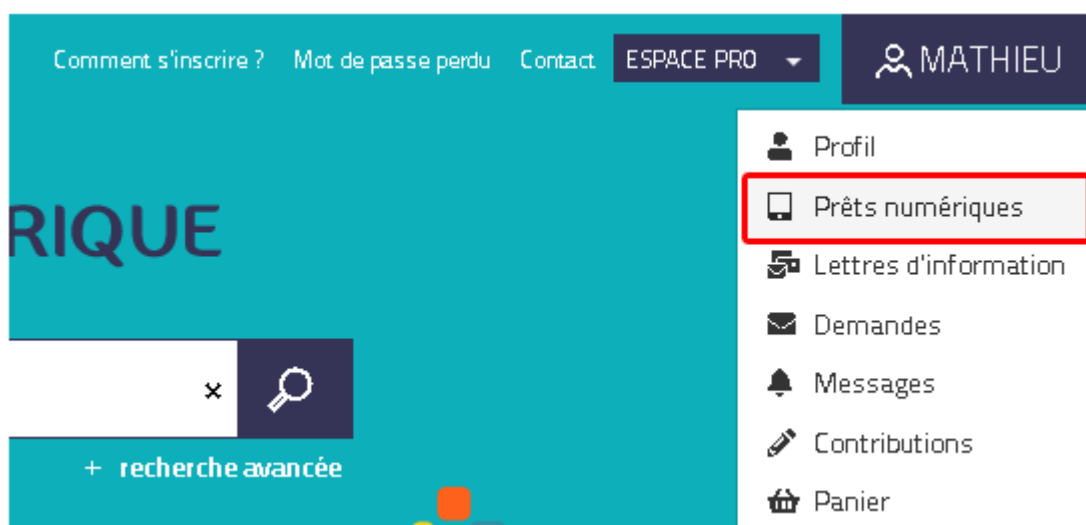 Comment s'inscrire ? Mot de passe perdu Contact ESPACE PRO MATHIEU
Profil
Prêts numériques
RIQUE
Lettres d'information
Demandes
Messages
Contributions
+ recherche avancée
Panier